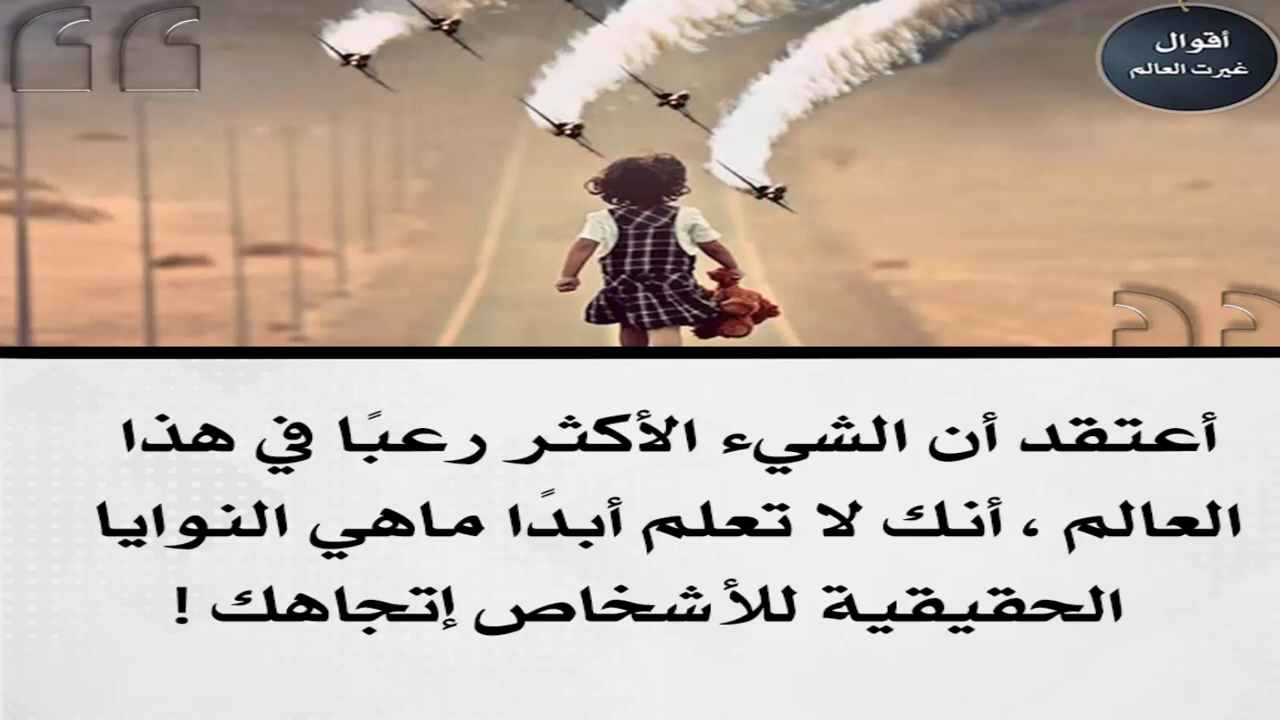 أقوال
غيرت العالم
أعتقد أن الشيء الأكثر رعبًا في هذا
العالم ، أنك لا تعلم أبدًا ماهي النوايا
الحقيقية للأشخاص إتجاهك !